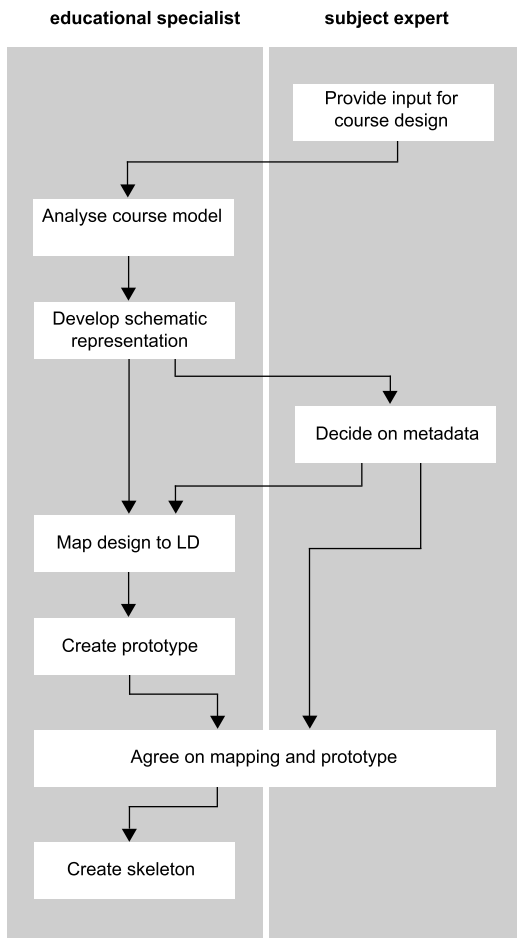 educational specialist
subject expert
Provide input for
course design
Analyse course model
Develop schematic
representation
Decide on metadata
Map design to LD
Create prototype
Agree on mapping and prototype
Create skeleton